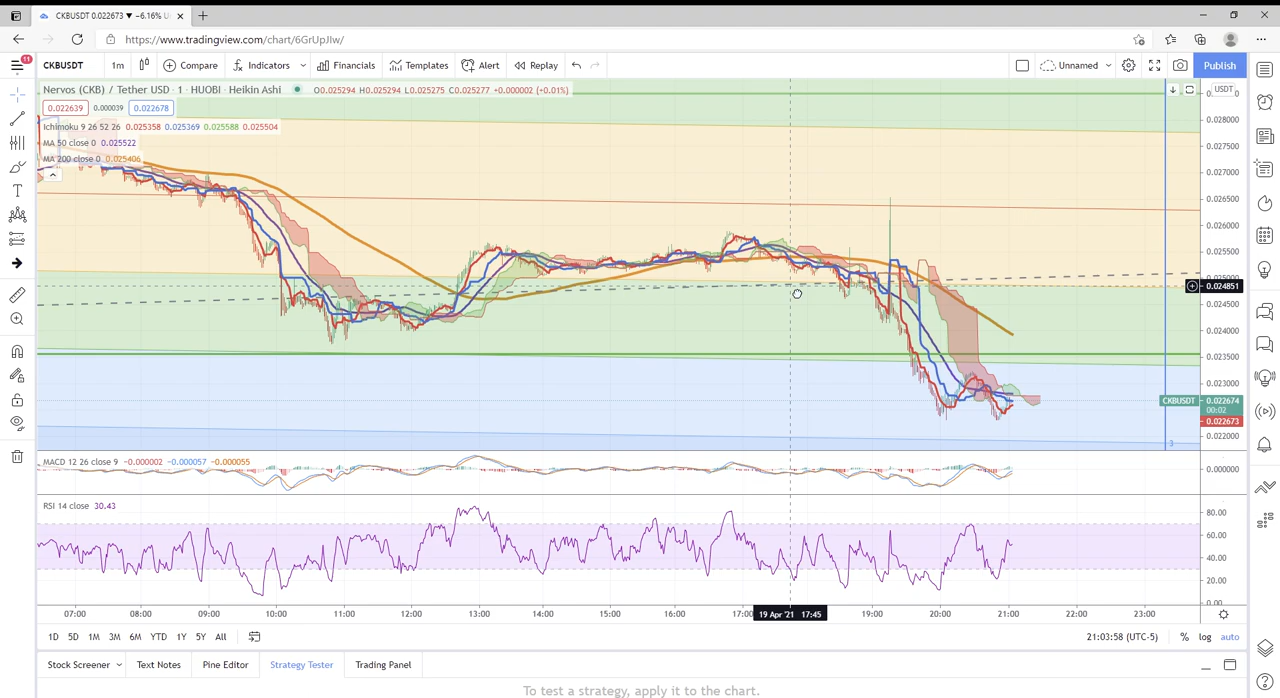 CKBUSDT 0.022673 ▼ −6.16% U
https://www.tradingview.com/chart/6GrUpJIw/
11
CKBUSDT 1m Compare Indicators Financials Templates Alert Replay Unnamed Publish
Nervos (CKB) / Tether USD · 1 · HUOBI · Heikin Ashi O0.025294 H0.025294 L0.025275 C0.025277 +0.000002 (+0.01%)
USDT
0.022639 0.000039 0.022678
Ichimoku 9 26 52 26 0.025358 0.025369 0.025588 0.025504
MA 50 close 0 0.025522
MA 200 close 0 0.025406
0.028000
0.027500
0.027000
0.026500
0.026000
0.025500
0.025000
0.024851
0.024500
0.024000
0.023500
0.023000
CKBUSDT 0.022674
00:02
0.022673
0.022000
3
MACD 12 26 close 9 −0.000002 −0.000057 −0.000055
0.000000
RSI 14 close 30.43
80.00
60.00
40.00
20.00
0.00
07:00 08:00 09:00 10:00 11:00 12:00 13:00 14:00 15:00 16:00 17:00 19 Apr '21 17:45 19:00 20:00 21:00 22:00 23:00
1D 5D 1M 3M 6M YTD 1Y 5Y All 21:03:58 (UTC-5) % log auto
Stock Screener Text Notes Pine Editor Strategy Tester Trading Panel
To test a strategy, apply it to the chart.